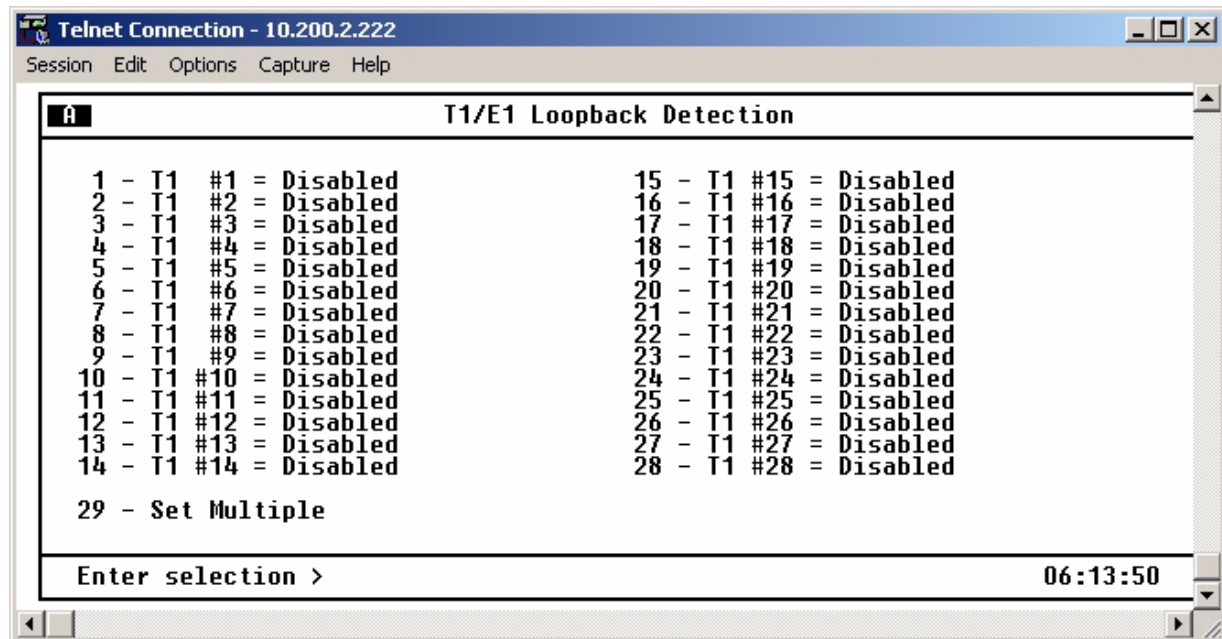 Telnet Connection - 10.200.2.222
Session Edit Options Capture Help
A T1/E1 Loopback Detection
1 - T1 #1 = Disabled 15 - T1 #15 = Disabled
2 - T1 #2 = Disabled 16 - T1 #16 = Disabled
3 - T1 #3 = Disabled 17 - T1 #17 = Disabled
4 - T1 #4 = Disabled 18 - T1 #18 = Disabled
5 - T1 #5 = Disabled 19 - T1 #19 = Disabled
6 - T1 #6 = Disabled 20 - T1 #20 = Disabled
7 - T1 #7 = Disabled 21 - T1 #21 = Disabled
8 - T1 #8 = Disabled 22 - T1 #22 = Disabled
9 - T1 #9 = Disabled 23 - T1 #23 = Disabled
10 - T1 #10 = Disabled 24 - T1 #24 = Disabled
11 - T1 #11 = Disabled 25 - T1 #25 = Disabled
12 - T1 #12 = Disabled 26 - T1 #26 = Disabled
13 - T1 #13 = Disabled 27 - T1 #27 = Disabled
14 - T1 #14 = Disabled 28 - T1 #28 = Disabled
29 - Set Multiple
Enter selection > 06:13:50